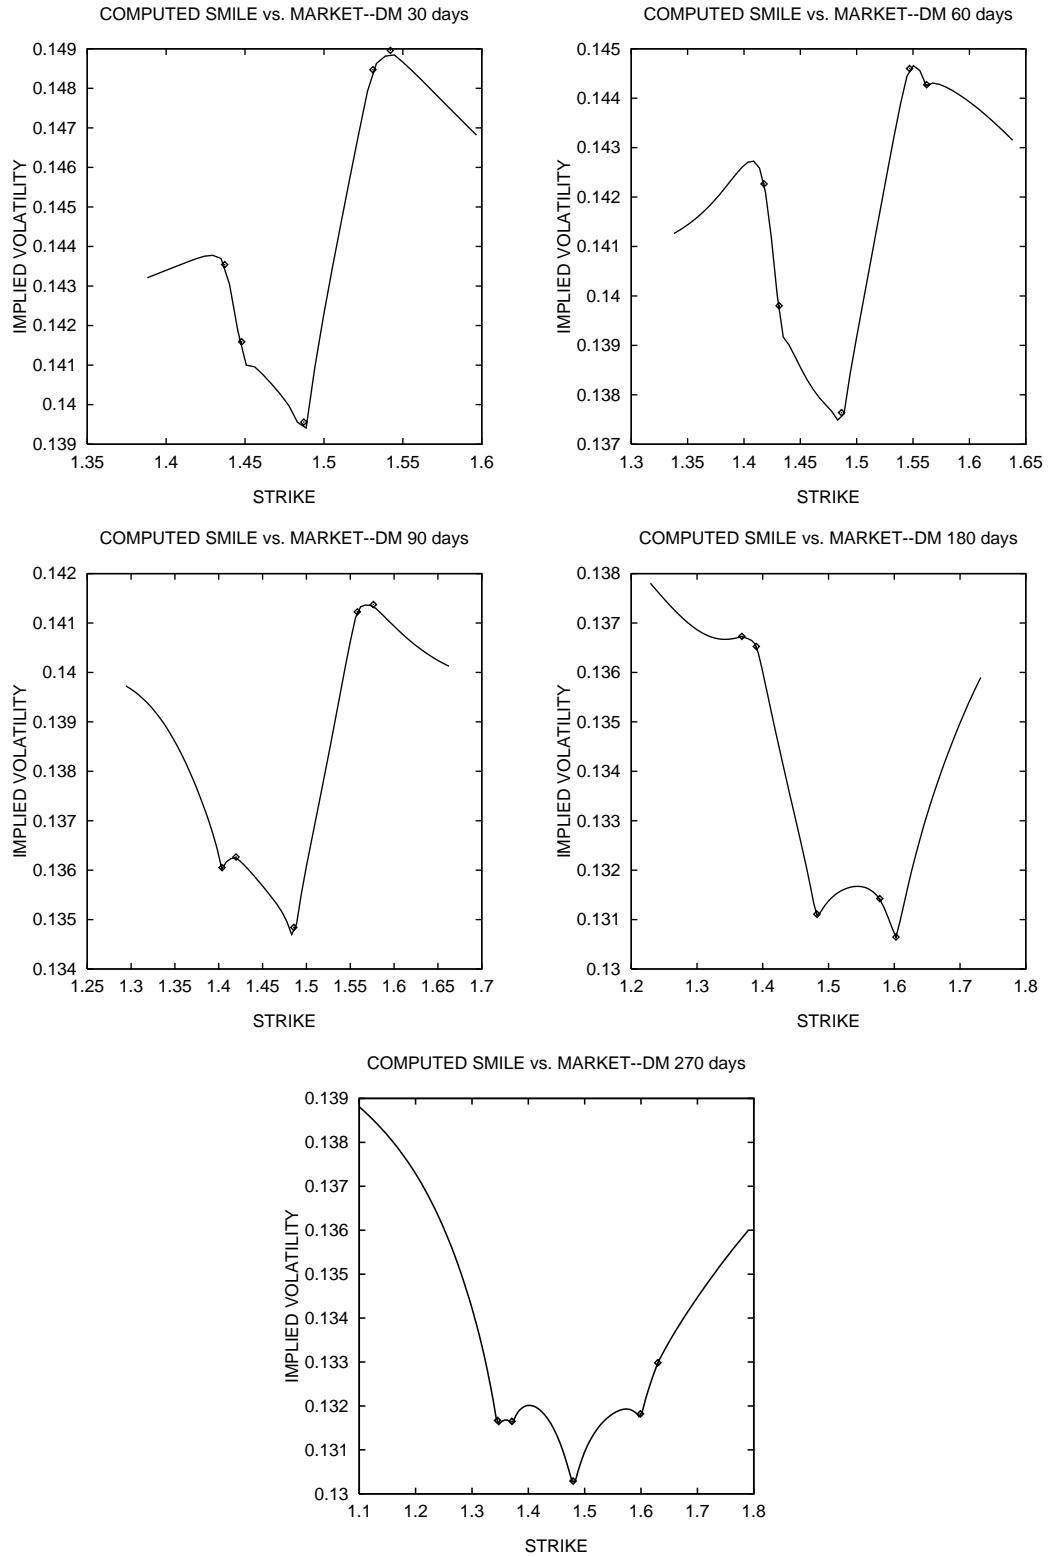 COMPUTED SMILE vs. MARKET--DM 30 days
0.149
0.148
0.147
0.146
0.145
0.144
0.143
0.142
0.141
0.14
0.139
IMPLIED VOLATILITY
1.35 1.4 1.45 1.5 1.55 1.6
STRIKE
COMPUTED SMILE vs. MARKET--DM 60 days
0.145
0.144
0.143
0.142
0.141
0.14
0.139
0.138
0.137
IMPLIED VOLATILITY
1.3 1.35 1.4 1.45 1.5 1.55 1.6 1.65
STRIKE
COMPUTED SMILE vs. MARKET--DM 90 days
0.142
0.141
0.14
0.139
0.138
0.137
0.136
0.135
0.134
IMPLIED VOLATILITY
1.25 1.3 1.35 1.4 1.45 1.5 1.55 1.6 1.65 1.7
STRIKE
COMPUTED SMILE vs. MARKET--DM 180 days
0.138
0.137
0.136
0.135
0.134
0.133
0.132
0.131
0.13
IMPLIED VOLATILITY
1.2 1.3 1.4 1.5 1.6 1.7 1.8
STRIKE
COMPUTED SMILE vs. MARKET--DM 270 days
0.139
0.138
0.137
0.136
0.135
0.134
0.133
0.132
0.131
0.13
IMPLIED VOLATILITY
1.1 1.2 1.3 1.4 1.5 1.6 1.7 1.8
STRIKE